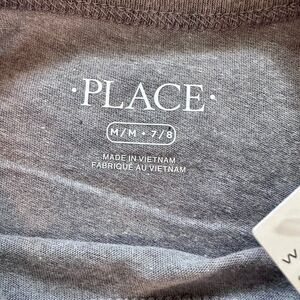 ·PLACE·
M/M • 7/8
MADE IN VIETNAM
FABRIQUÉ AU VIETNAM
W